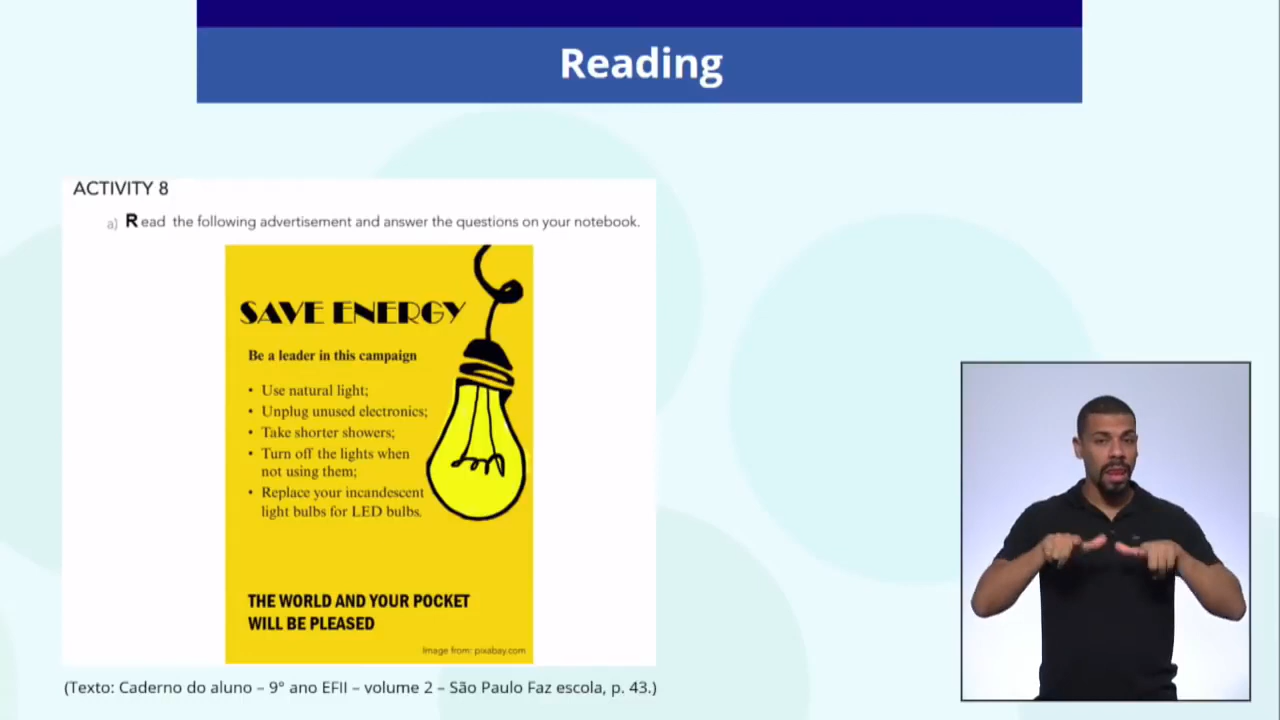 Reading
ACTIVITY 8
a) Read the following advertisement and answer the questions on your notebook.
SAVE ENERGY
Be a leader in this campaign
• Use natural light;
• Unplug unused electronics;
• Take shorter showers;
• Turn off the lights when
not using them;
• Replace your incandescent
light bulbs for LED bulbs.
THE WORLD AND YOUR POCKET
WILL BE PLEASED
Image from: pixabay.com
(Texto: Caderno do aluno – 9° ano EFII – volume 2 – São Paulo Faz escola, p. 43.)